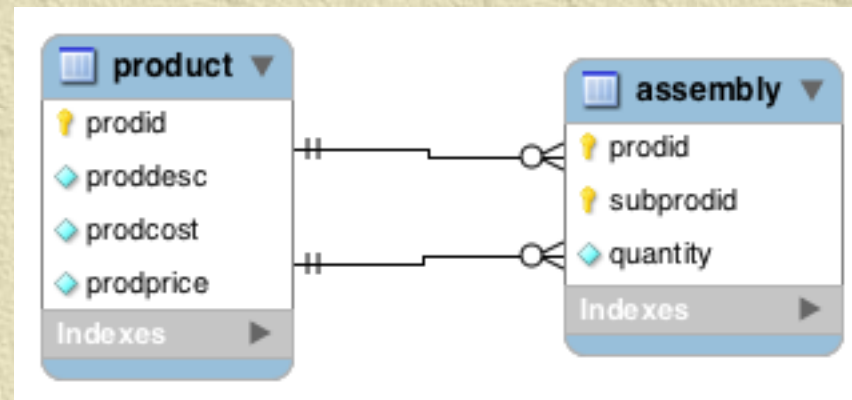 product
prodid
proddesc
prodcost
prodprice
Indexes
assembly
prodid
subprodid
quantity
Indexes